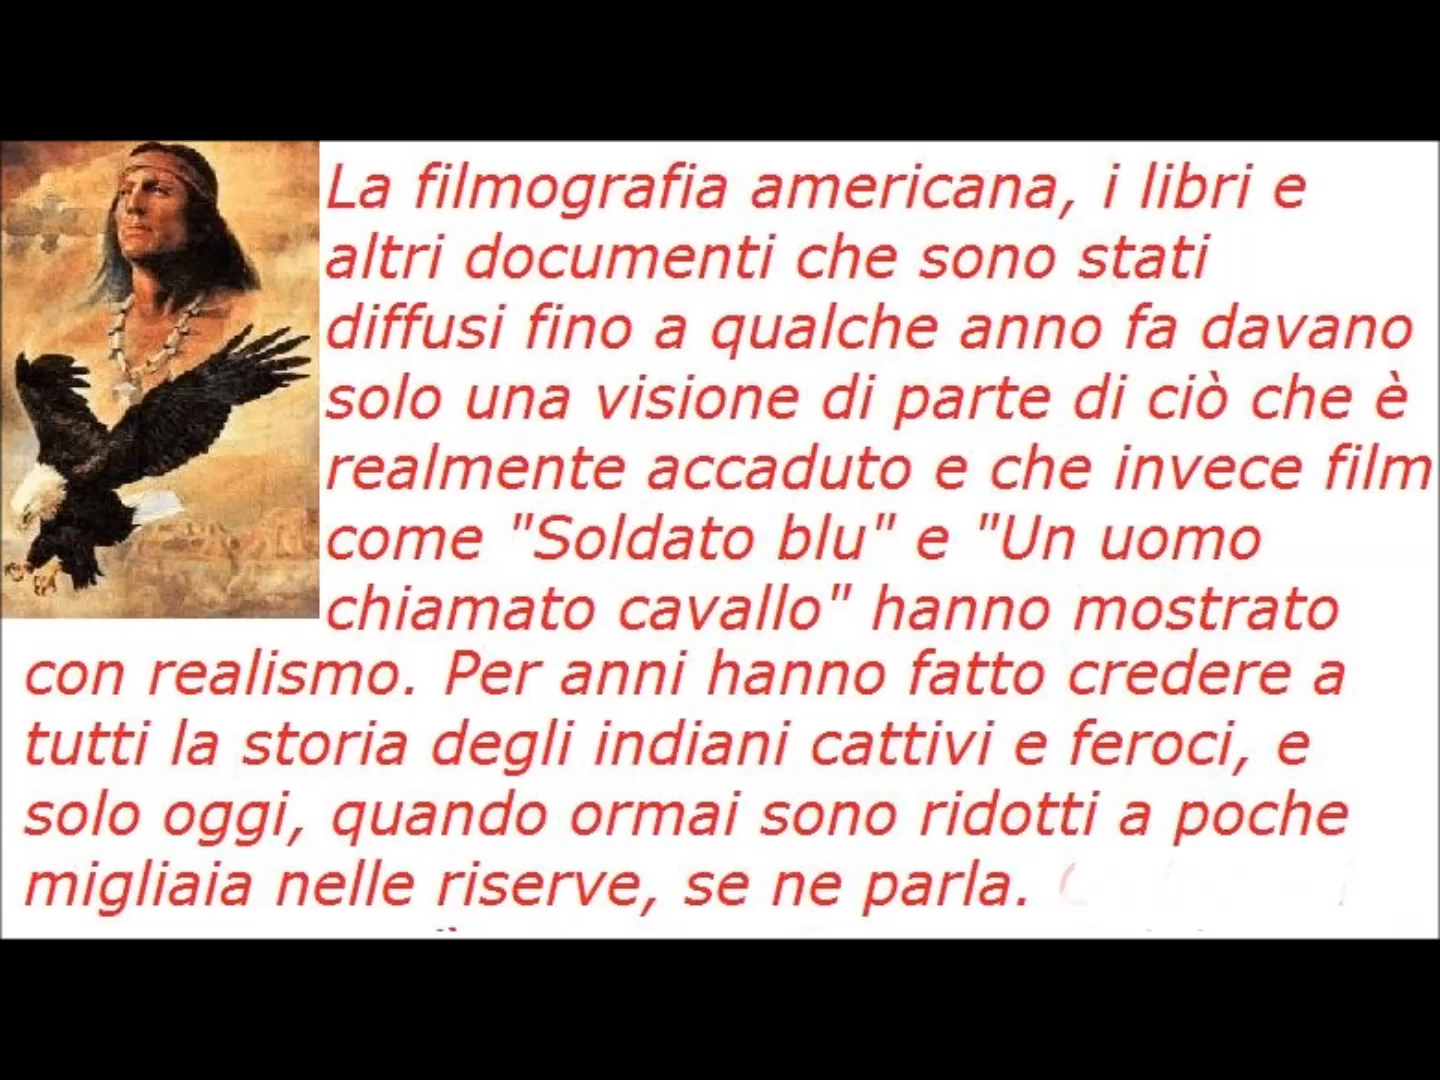 La filmografia americana, i libri e
altri documenti che sono stati
diffusi fino a qualche anno fa davano
solo una visione di parte di ciò che è
realmente accaduto e che invece film
come "Soldato blu" e "Un uomo
chiamato cavallo" hanno mostrato
con realismo. Per anni hanno fatto credere a
tutti la storia degli indiani cattivi e feroci, e
solo oggi, quando ormai sono ridotti a poche
migliaia nelle riserve, se ne parla.